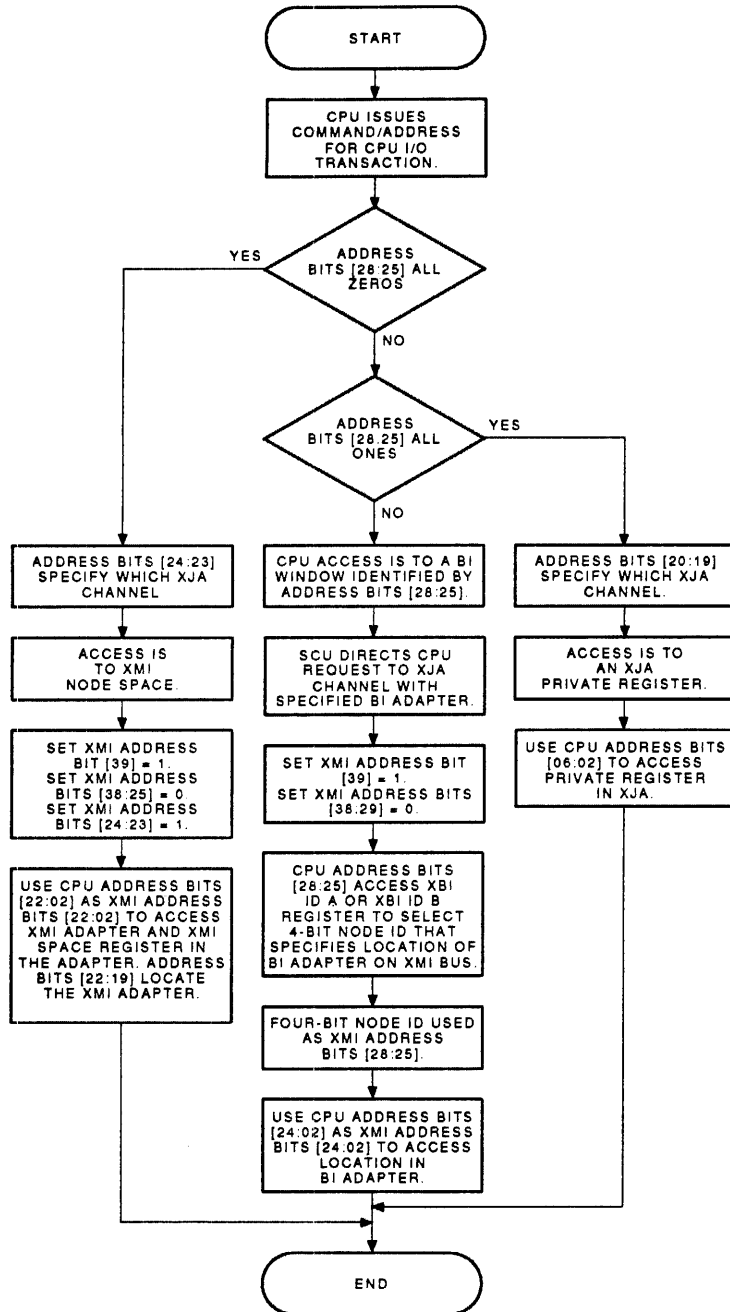 START
CPU ISSUES
COMMAND/ADDRESS
FOR CPU I/O
TRANSACTION.
YES
ADDRESS
BITS [28:25] ALL
ZEROS
NO
ADDRESS
BITS [28.25] ALL
ONES
YES
NO
ADDRESS BITS [24:23]
SPECIFY WHICH XJA
CHANNEL
ACCESS IS
TO XMI
NODE SPACE.
SET XMI ADDRESS
BIT [39] = 1.
SET XMI ADDRESS
BITS [38:25] = 0.
SET XMI ADDRESS
BITS [24:23] = 1.
USE CPU ADDRESS BITS
[22:02] AS XMI ADDRESS
BITS [22:02] TO ACCESS
XMI ADAPTER AND XMI
SPACE REGISTER IN
THE ADAPTER. ADDRESS
BITS [22:19] LOCATE
THE XMI ADAPTER.
CPU ACCESS IS TO A BI
WINDOW IDENTIFIED BY
ADDRESS BITS [28:25].
SCU DIRECTS CPU
REQUEST TO XJA
CHANNEL WITH
SPECIFIED BI ADAPTER.
SET XMI ADDRESS BIT
[39] = 1.
SET XMI ADDRESS BITS
[38:29] = 0.
CPU ADDRESS BITS
[28:25] ACCESS XBI
ID A OR XBI ID B
REGISTER TO SELECT
4-BIT NODE ID THAT
SPECIFIES LOCATION OF
BI ADAPTER ON XMI BUS.
FOUR-BIT NODE ID USED
AS XMI ADDRESS
BITS [28:25].
USE CPU ADDRESS BITS
[24:02] AS XMI ADDRESS
BITS [24:02] TO ACCESS
LOCATION IN
BI ADAPTER.
ADDRESS BITS [20:19]
SPECIFY WHICH XJA
CHANNEL.
ACCESS IS TO
AN XJA
PRIVATE REGISTER.
USE CPU ADDRESS BITS
[06:02] TO ACCESS
PRIVATE REGISTER
IN XJA.
END